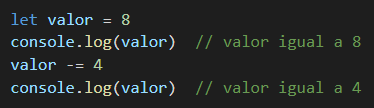 let valor = 8
console.log(valor)  // valor igual a 8
valor -= 4
console.log(valor)  // valor igual a 4